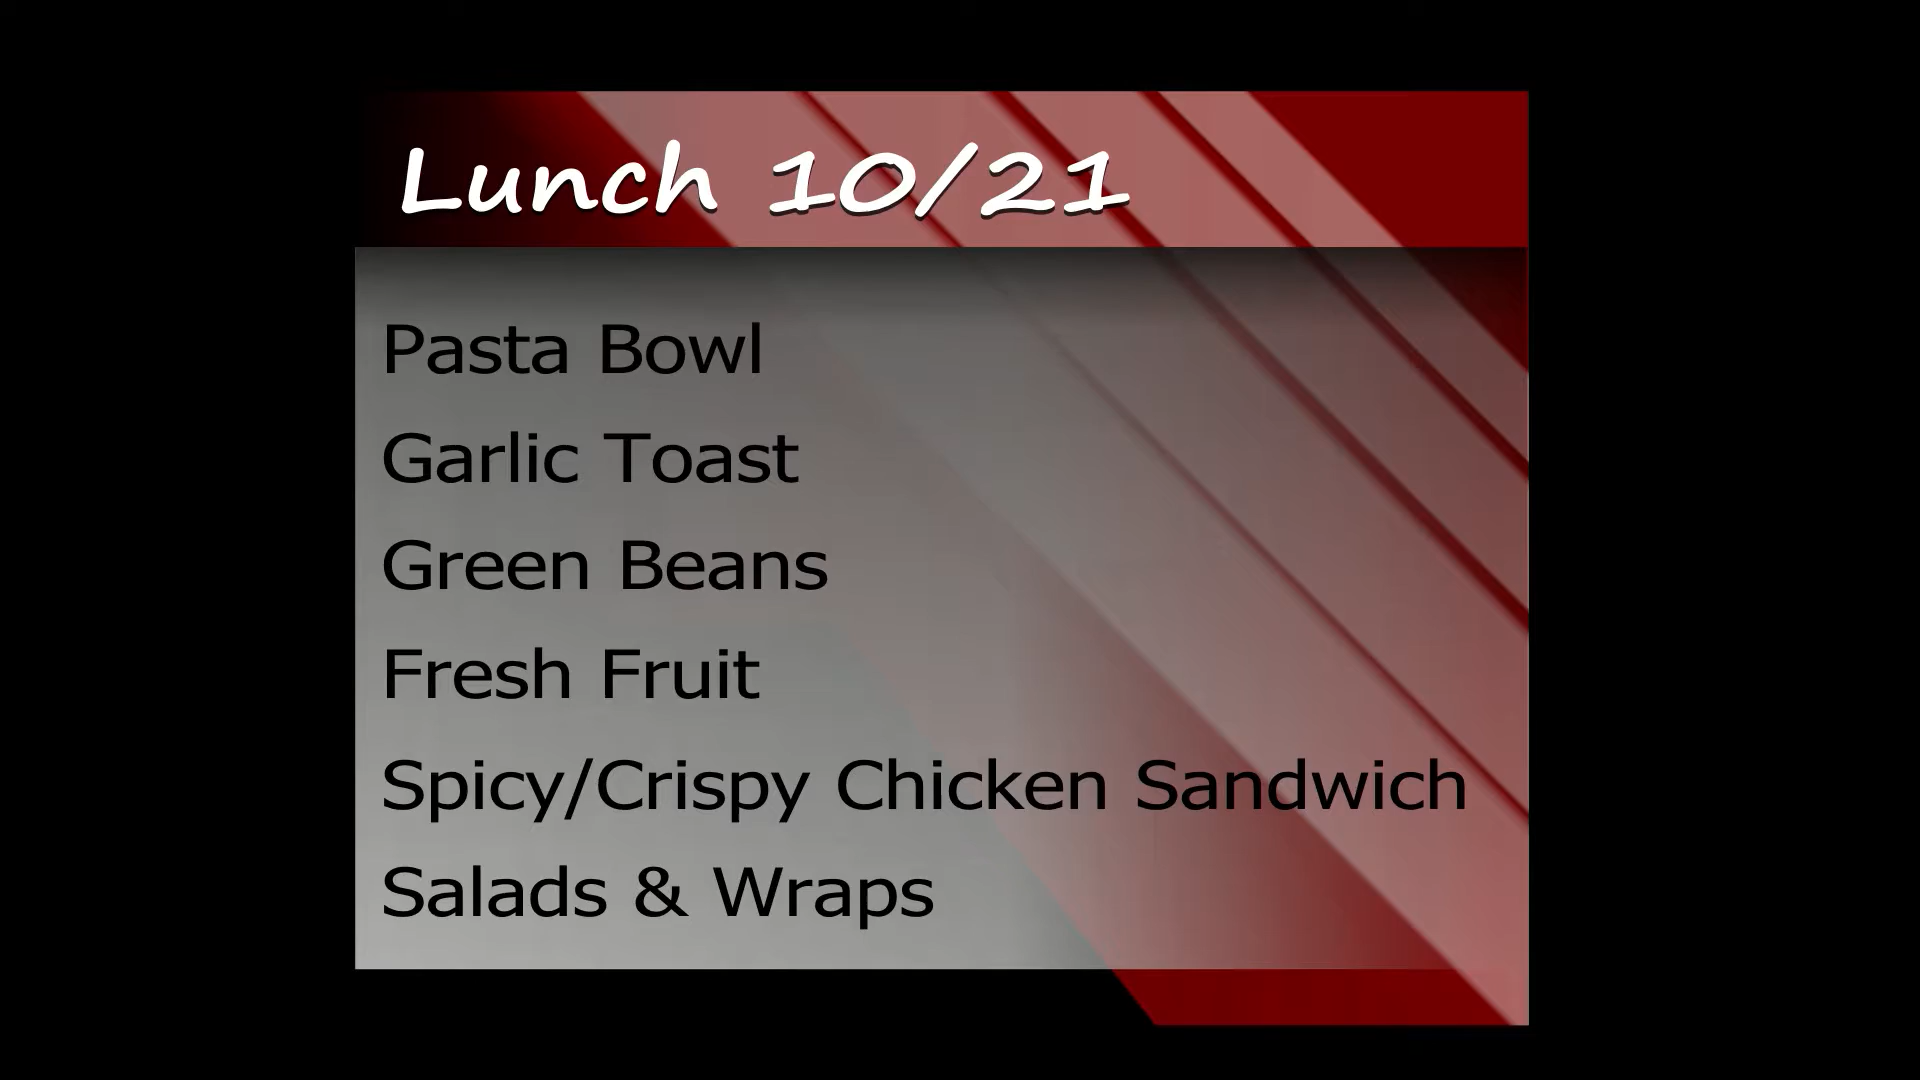 Lunch 10/21
Pasta Bowl
Garlic Toast
Green Beans
Fresh Fruit
Spicy/Crispy Chicken Sandwich
Salads & Wraps